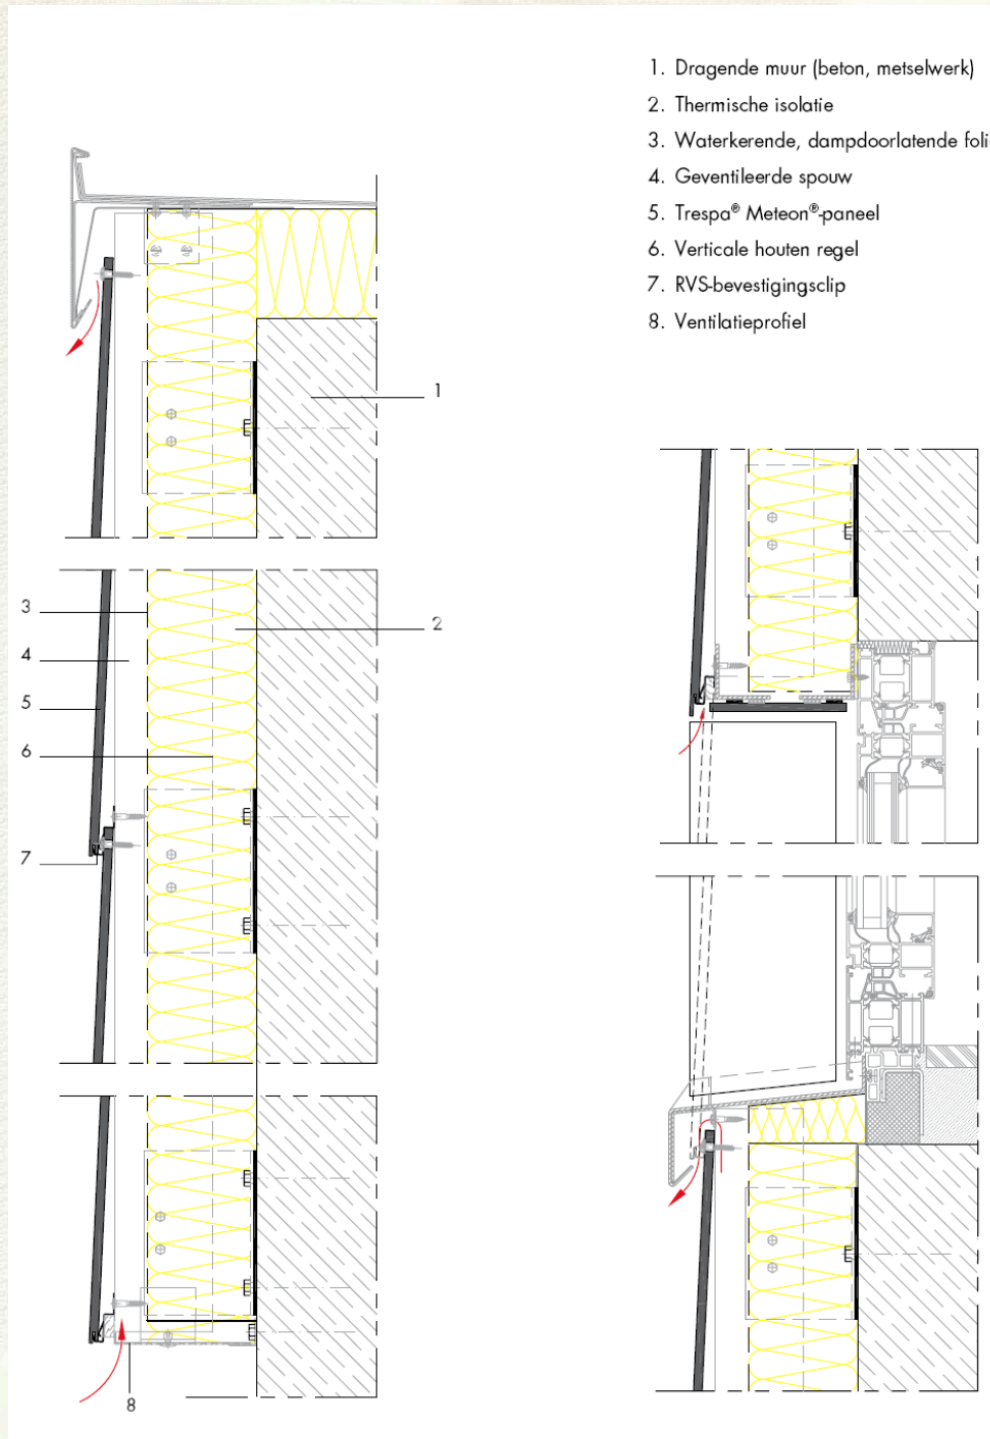 1. Dragende muur (beton, metselwerk)
2. Thermische isolatie
3. Waterkerende, dampdoorlatende foli
4. Geventileerde spouw
5. Trespa® Meteon®-paneel
6. Verticale houten regel
7. RVS-bevestigingsclip
8. Ventilatieprofiel
1
3
2
4
5
6
7
8